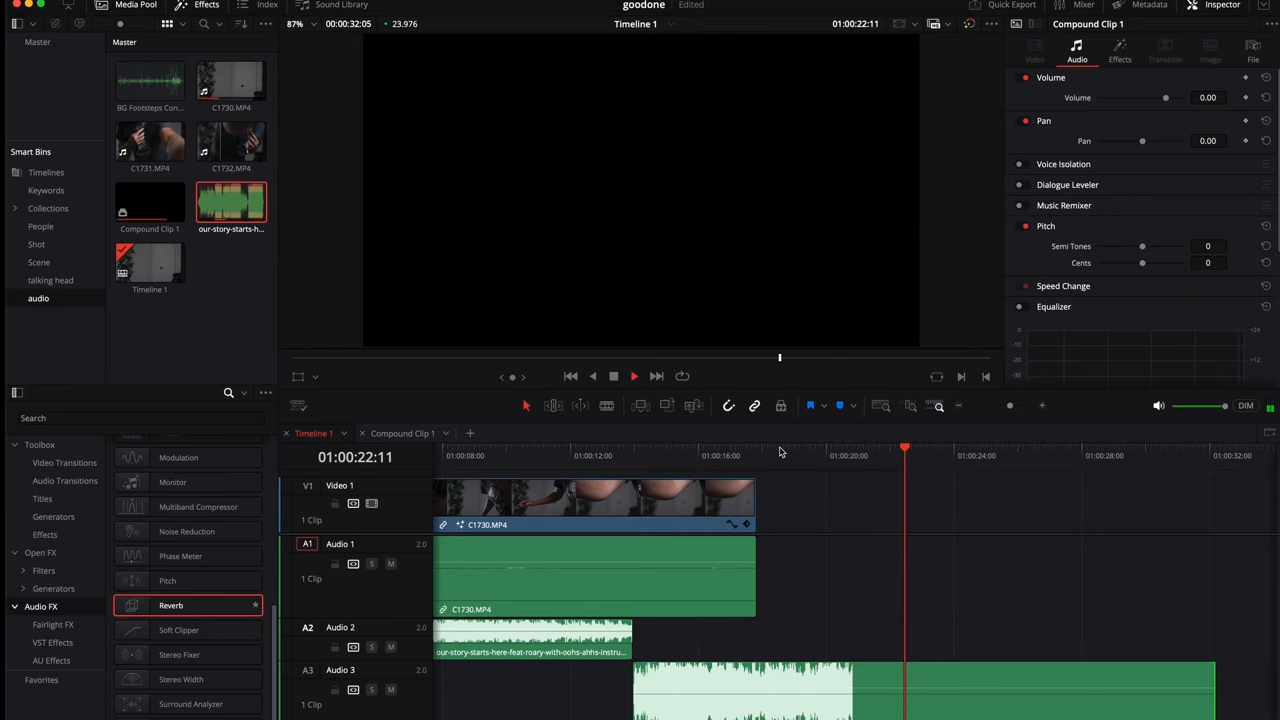 Media Pool Effects Index Sound Library goodone Edited Quick Export Mixer Metadata Inspector
87% 00:00:32:05 23.976 Timeline 1 01:00:22:11 Compound Clip 1
Master
Master
Video Audio Effects Transition Image File
BG Footsteps Con... C1730.MP4
C1731.MP4 C1732.MP4
Compound Clip 1 our-story-starts-h...
Timeline 1
Smart Bins
Timelines
Keywords
Collections
People
Shot
Scene
talking head
audio
Volume
Volume 0.00
Pan
Pan 0.00
Voice Isolation
Dialogue Leveler
Music Remixer
Pitch
Semi Tones 0
Cents 0
Speed Change
Equalizer
0 +24
-10
-20 +12
-30
DIM
Search
Toolbox
Video Transitions
Audio Transitions
Titles
Generators
Effects
Open FX
Filters
Generators
Audio FX
Fairlight FX
VST Effects
AU Effects
Favorites
Modulation
Monitor
Multiband Compressor
Noise Reduction
Phase Meter
Pitch
Reverb
Soft Clipper
Stereo Fixer
Stereo Width
Surround Analyzer
Timeline 1 Compound Clip 1
01:00:22:11 01:00:08:00 01:00:12:00 01:00:16:00 01:00:20:00 01:00:24:00 01:00:28:00 01:00:32:00
V1 Video 1
1 Clip C1730.MP4
A1 Audio 1 2.0
S M
1 Clip
C1730.MP4
A2 Audio 2 2.0
S M our-story-starts-here-feat-roary-with-oohs-ahhs-instru...
A3 Audio 3 2.0
S M
1 Clip